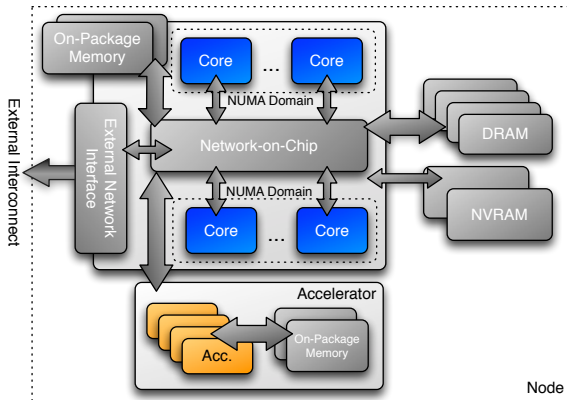 On-Package
Memory
Core
...
Core
NUMA Domain
External Interconnect
External Network
Interface
Network-on-Chip
DRAM
NUMA Domain
Core
...
Core
NVRAM
Accelerator
Acc.
On-Package
Memory
Node